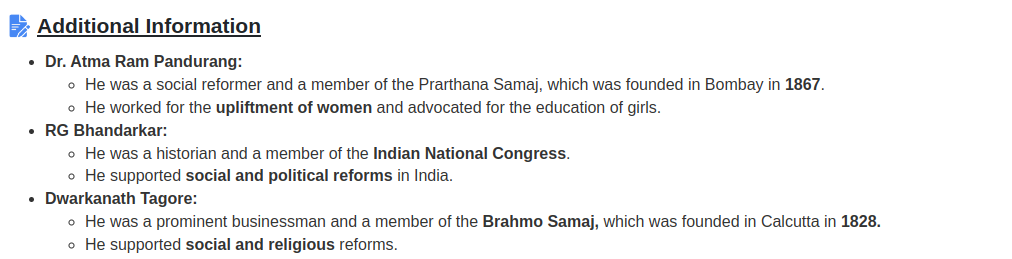 Additional Information
• Dr. Atma Ram Pandurang:
◦ He was a social reformer and a member of the Prarthana Samaj, which was founded in Bombay in 1867.
◦ He worked for the upliftment of women and advocated for the education of girls.
• RG Bhandarkar:
◦ He was a historian and a member of the Indian National Congress.
◦ He supported social and political reforms in India.
• Dwarkanath Tagore:
◦ He was a prominent businessman and a member of the Brahmo Samaj, which was founded in Calcutta in 1828.
◦ He supported social and religious reforms.